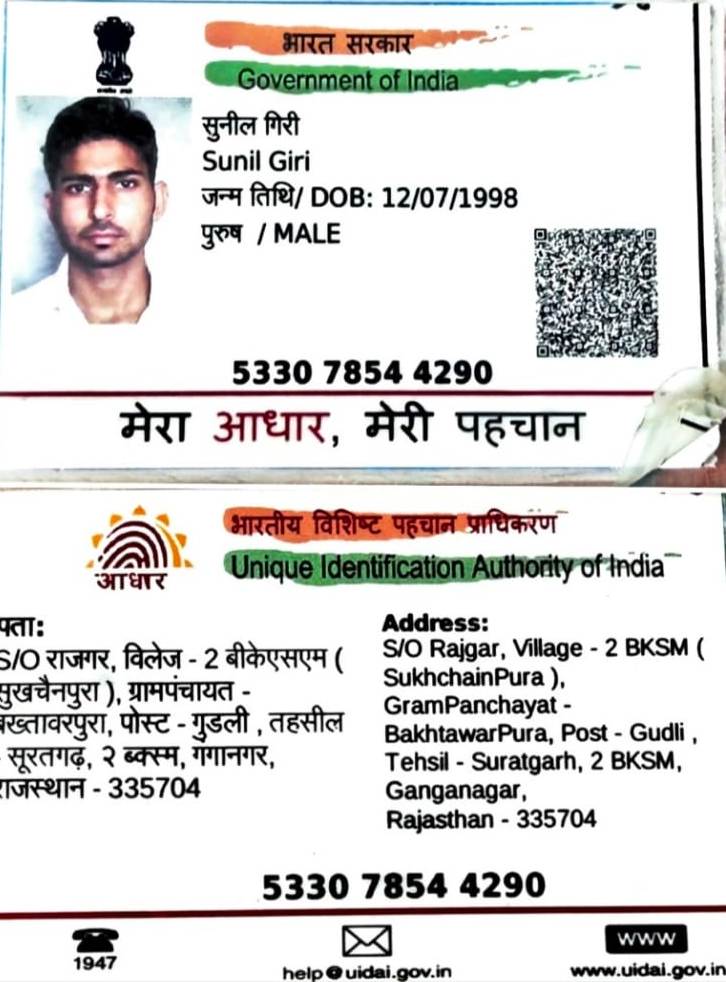 भारत सरकार
Government of India
सुनील गिरी
Sunil Giri
जन्म तिथि/ DOB: 12/07/1998
पुरुष / MALE
5330 7854 4290
मेरा आधार, मेरी पहचान
भारतीय विशिष्ट पहचान प्राधिकरण
Unique Identification Authority of India
आधार
पता:
S/O राजगर, विलेज - 2 बीकेएसएम (
सुखचैनपुरा ), ग्रामपंचायत -
बख्तावरपुरा, पोस्ट - गुडली , तहसील
- सूरतगढ़, २ ब्क्स्म, गंगानगर,
राजस्थान - 335704
Address:
S/O Rajgar, Village - 2 BKSM (
SukhchainPura ),
GramPanchayat -
BakhtawarPura, Post - Gudli ,
Tehsil - Suratgarh, 2 BKSM,
Ganganagar,
Rajasthan - 335704
5330 7854 4290
1947
help@uidai.gov.in
WWW
www.uidai.gov.in